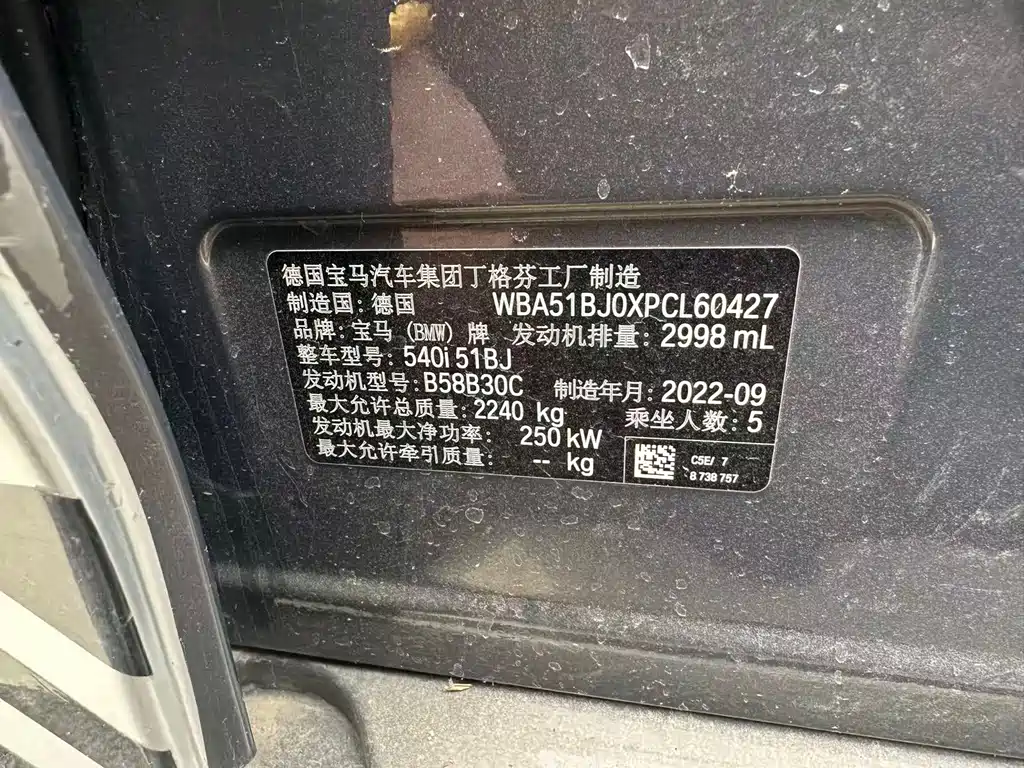 德国宝马汽车集团丁格芬工厂制造
制造国: 德国 WBA51BJ0XPCL60427
品牌: 宝马 (BMW) 牌 发动机排量: 2998 mL
整车型号: 540i 51BJ
发动机型号: B58B30C 制造年月: 2022-09
最大允许总质量: 2240 kg 乘坐人数: 5
发动机最大净功率: 250 kW
最大允许牵引质量: -- kg
C5E/ 7
8 738 757